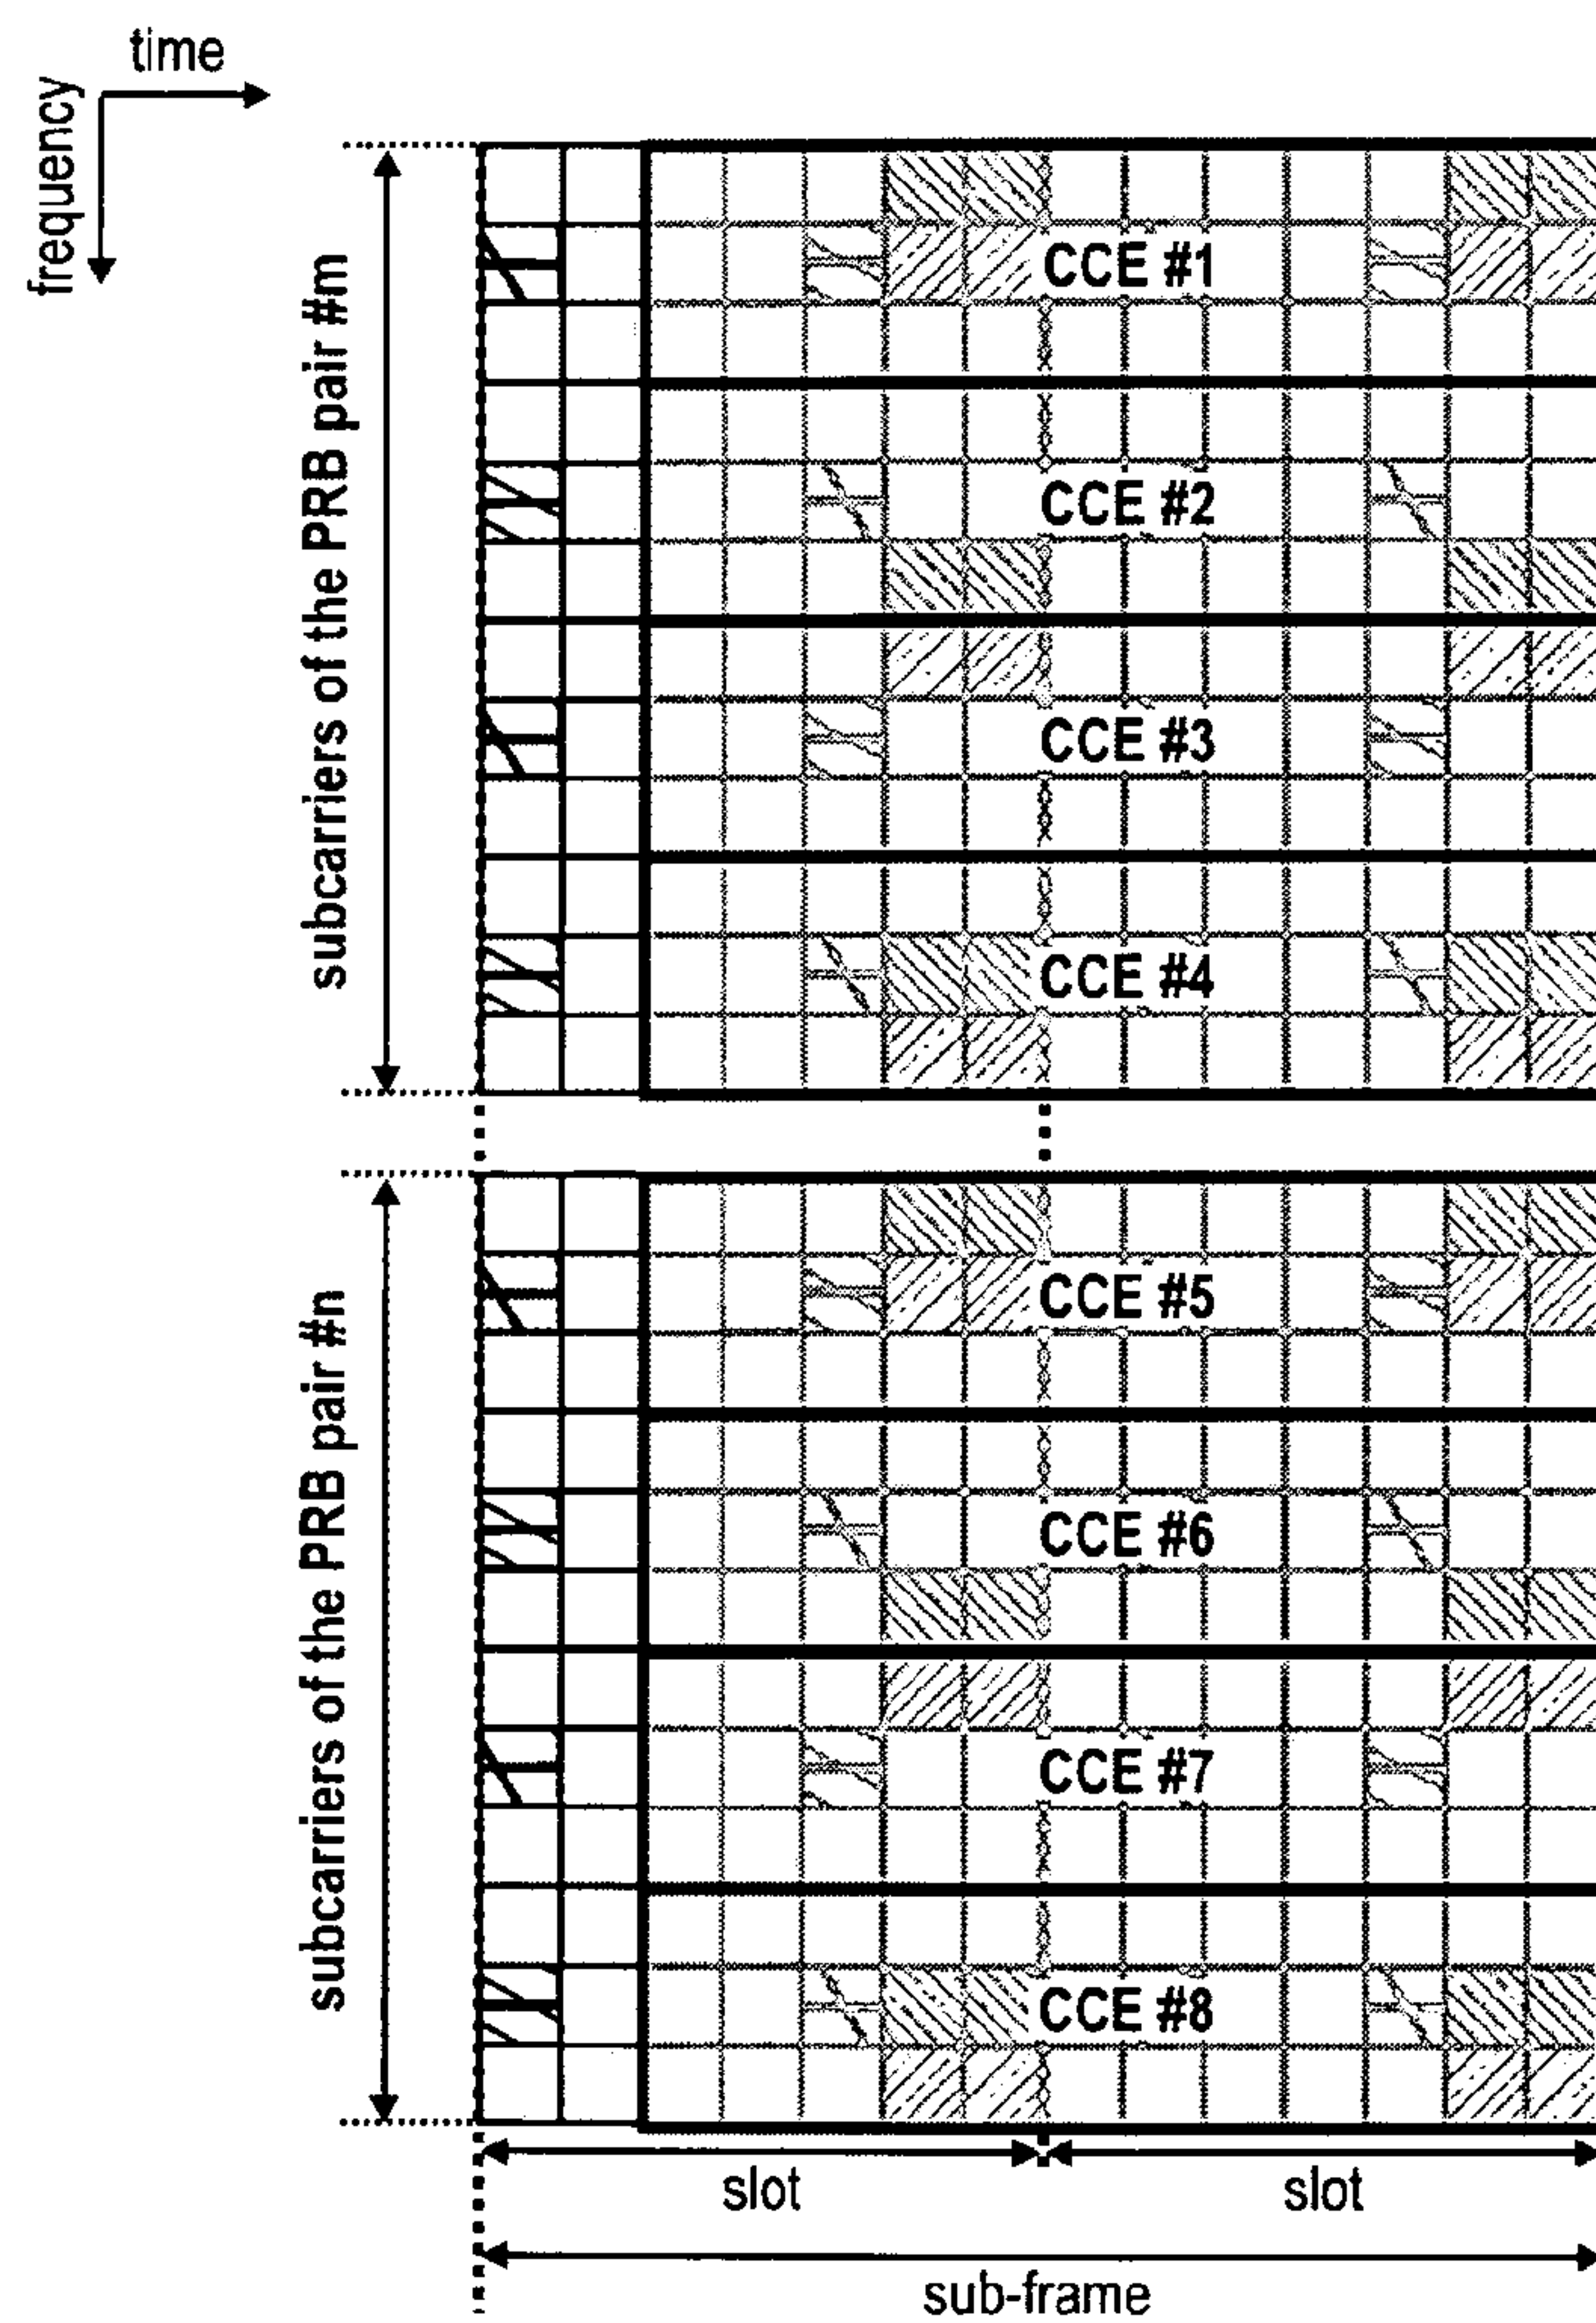 time
frequency
subcarriers of the PRB pair #m
CCE #1
CCE #2
CCE #3
CCE #4
subcarriers of the PRB pair #n
CCE #5
CCE #6
CCE #7
CCE #8
slot
slot
sub-frame